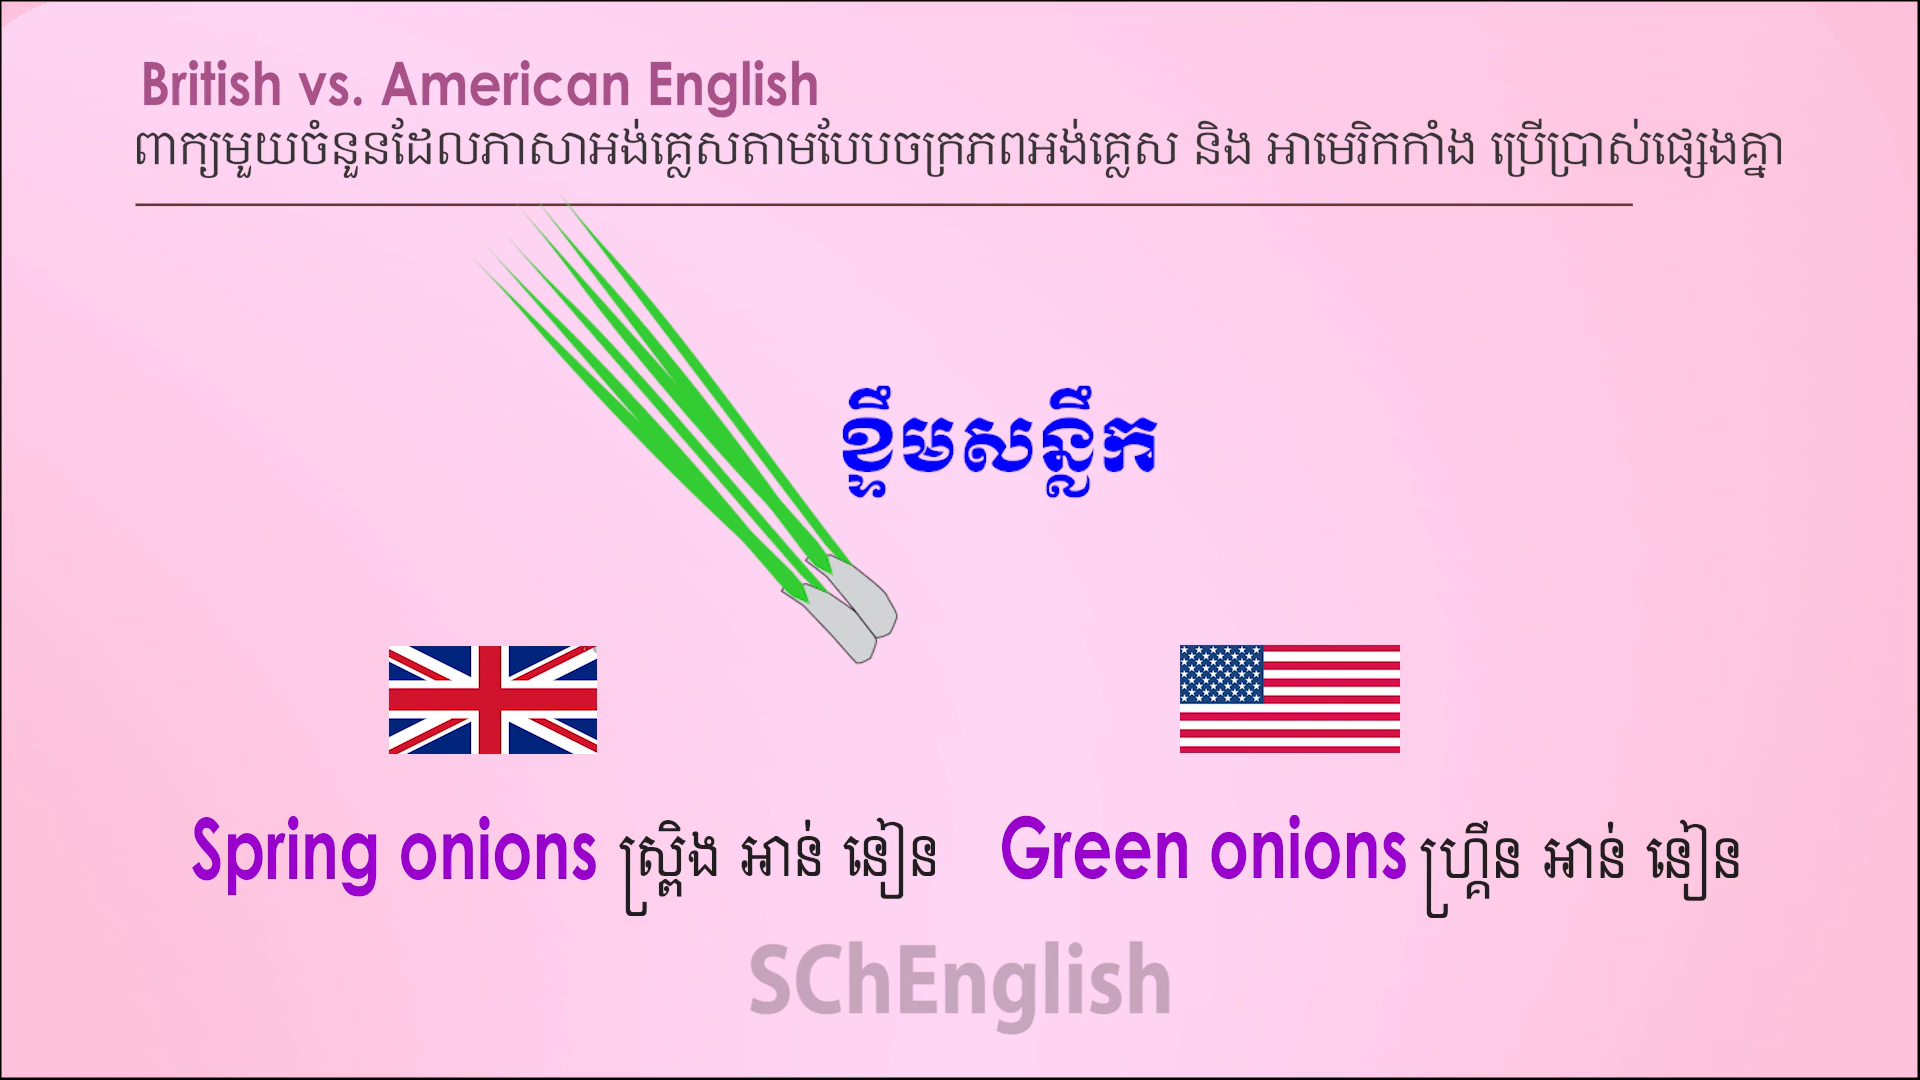 British vs. American English
ពាក្យមួយចំនួនដែលភាសាអង់គ្លេសតាមបែបចក្រភពអង់គ្លេស និង អាមេរិកកាំង ប្រើប្រាស់ផ្សេងគ្នា
ខ្ទឹមសន្លឹក
Spring onions ស្ព្រិង អាន់ នៀន
Green onions ហ្គ្រីន អាន់ នៀន
SChEnglish